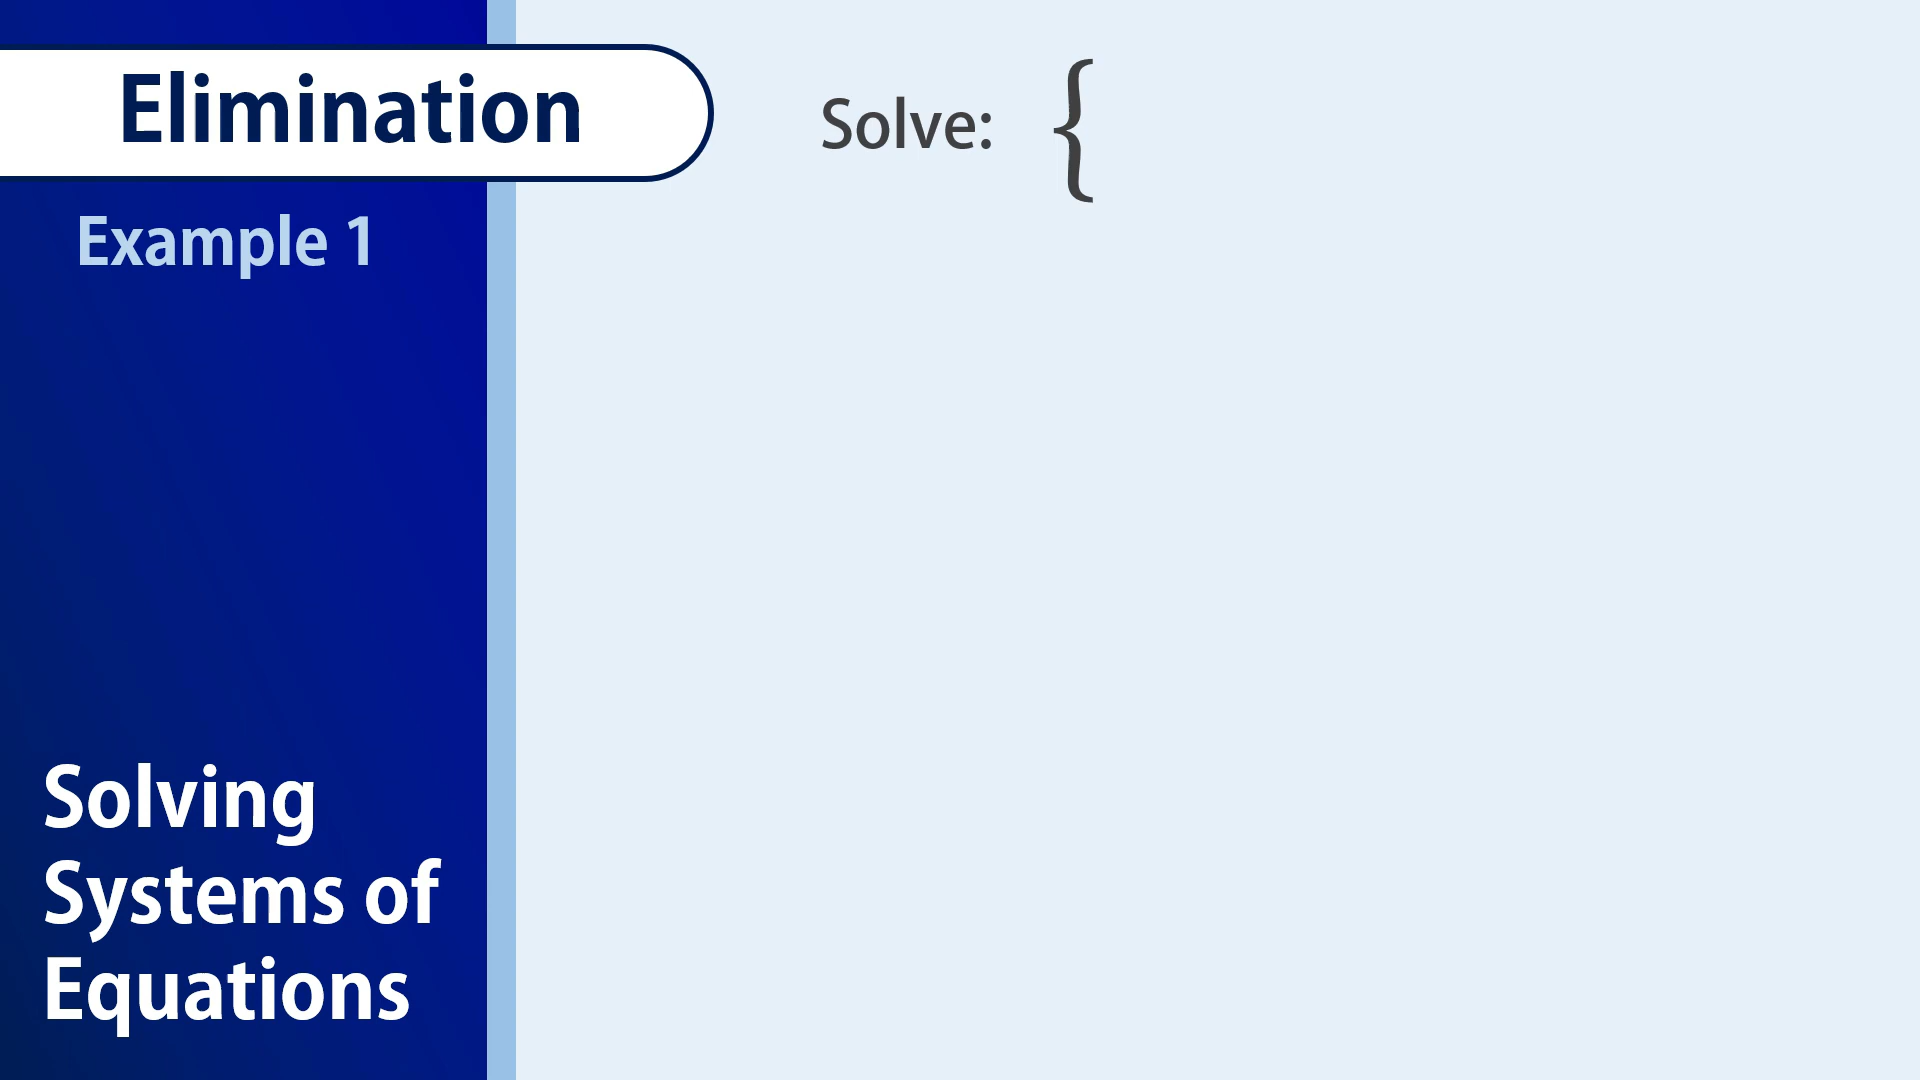 Elimination
Solve: {
Example 1
Solving
Systems of
Equations